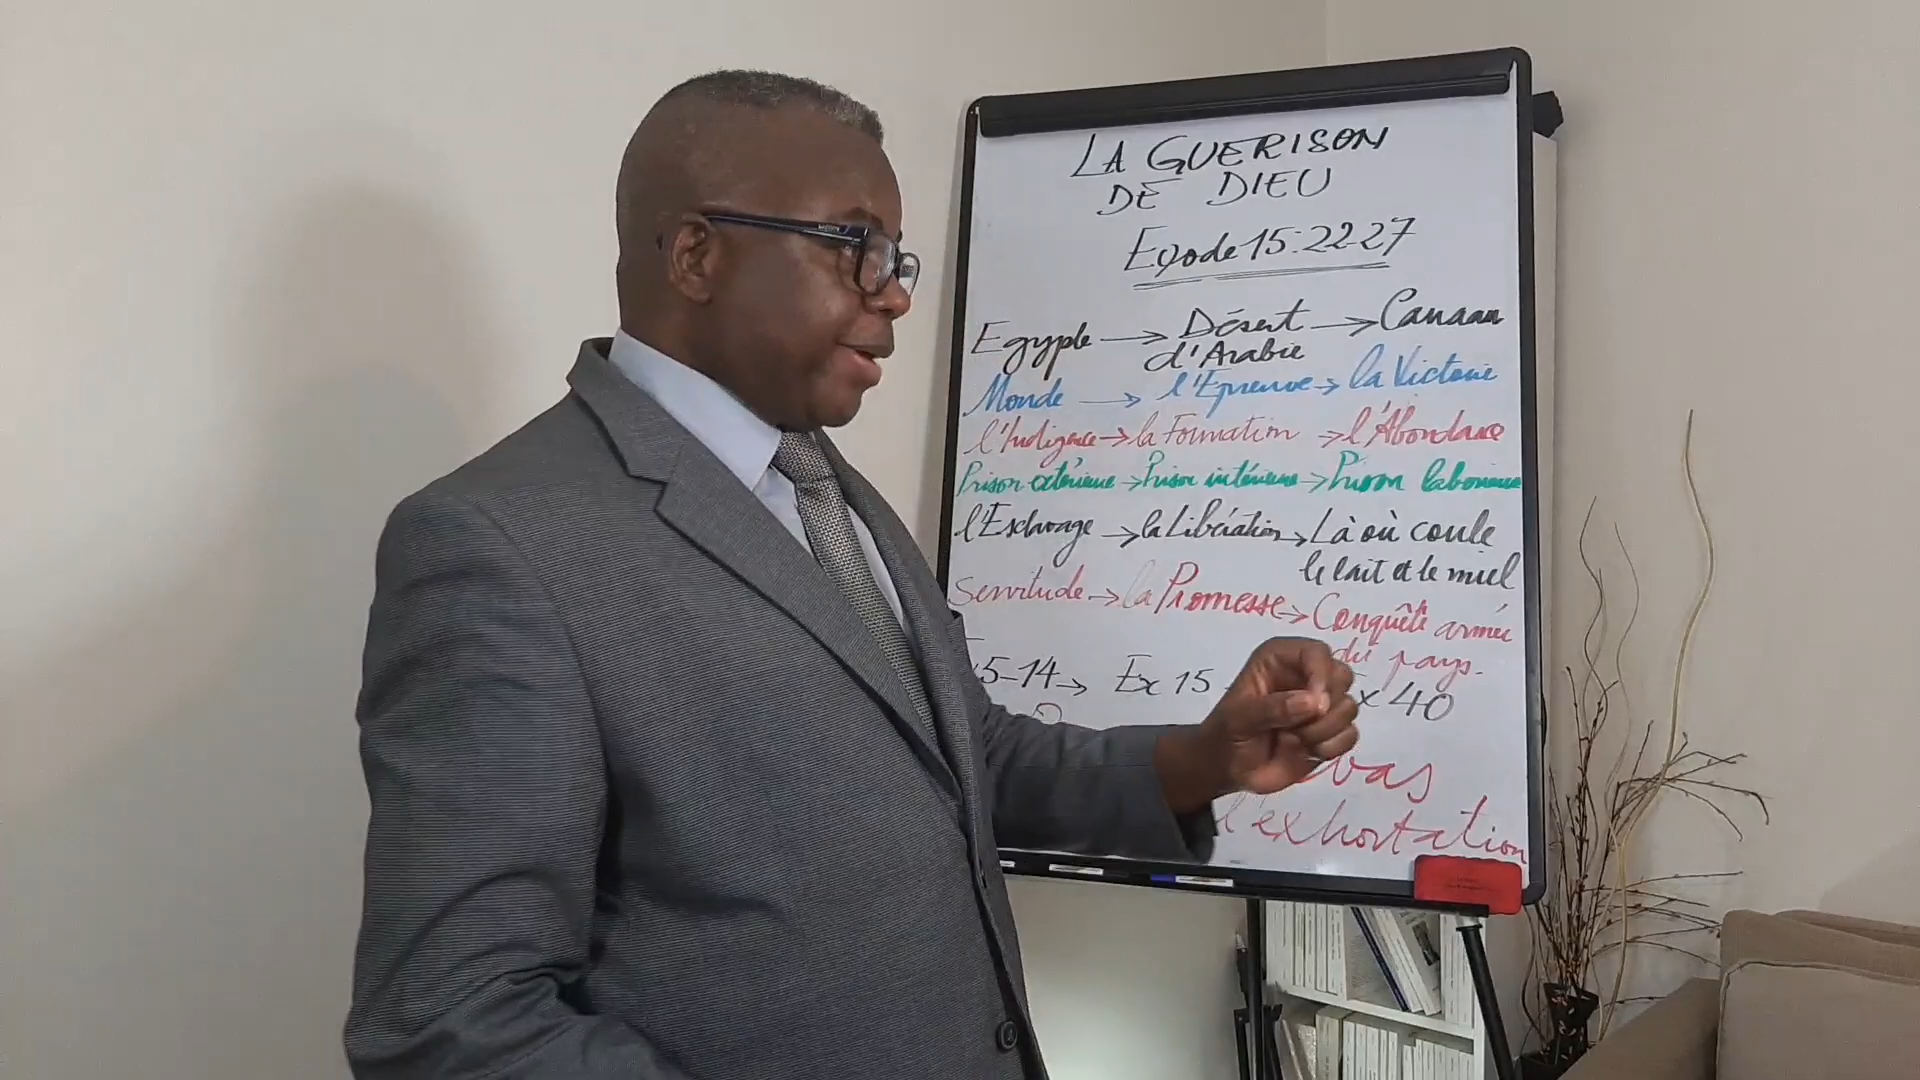 LA GUERISON
DE DIEU
Exode 15:22-27
Egypte → Désert → Canaan
d'Arabie
Monde → l'Epreuve → la Victoire
l'Indigence → la Formation → l'Abondance
Prison extérieure → Prison intérieure → Prison
l'Esclavage → la Libération → Là où coule
le lait et le miel
Servitude → la Promesse → Conquête armée
du pays.
5-14 → Ex 15 x 40
l'exhortation